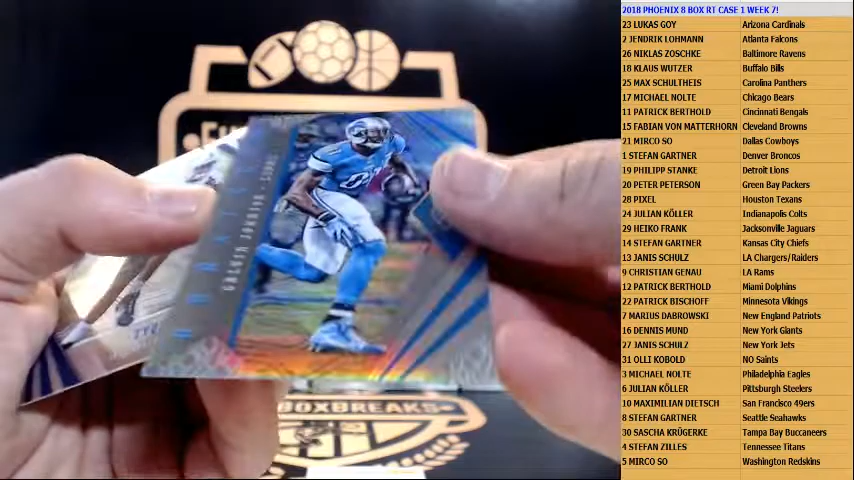 2018 PHOENIX 8 BOX RT CASE 1 WEEK 7!
23 LUKAS GOY Arizona Cardinals
2 JENDRIK LOHMANN Atlanta Falcons
26 NIKLAS ZOSCHKE Baltimore Ravens
18 KLAUS WUTZER Buffalo Bills
25 MAX SCHULTHEIS Carolina Panthers
17 MICHAEL NOLTE Chicago Bears
11 PATRICK BERTHOLD Cincinnati Bengals
15 FABIAN VON MATTERHORN Cleveland Browns
21 MIRCO SO Dallas Cowboys
1 STEFAN GARTNER Denver Broncos
19 PHILIPP STANKE Detroit Lions
20 PETER PETERSON Green Bay Packers
28 PIXEL Houston Texans
24 JULIAN KÖLLER Indianapolis Colts
29 HEIKO FRANK Jacksonville Jaguars
14 STEFAN GARTNER Kansas City Chiefs
13 JANIS SCHULZ LA Chargers/Raiders
9 CHRISTIAN GENAU LA Rams
12 PATRICK BERTHOLD Miami Dolphins
22 PATRICK BISCHOFF Minnesota Vikings
7 MARIUS DABROWSKI New England Patriots
16 DENNIS MUND New York Giants
27 JANIS SCHULZ New York Jets
31 OLLI KOBOLD NO Saints
3 MICHAEL NOLTE Philadelphia Eagles
6 JULIAN KÖLLER Pittsburgh Steelers
10 MAXIMILIAN DIETSCH San Francisco 49ers
8 STEFAN GARTNER Seattle Seahawks
30 SASCHA KRÜGERKE Tampa Bay Buccaneers
4 STEFAN ZILLES Tennessee Titans
5 MIRCO SO Washington Redskins
CALVIN JOHNSON
BOXBREAKS